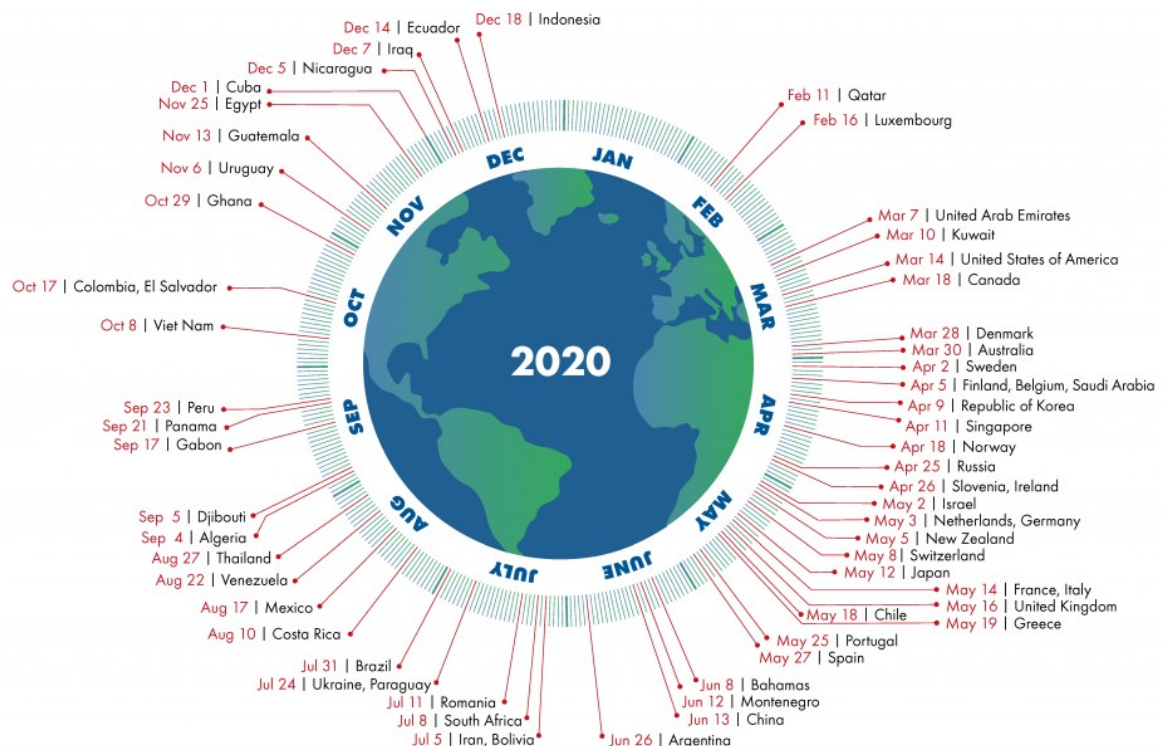 Feb 11 | Qatar
Feb 16 | Luxembourg
Mar 7 | United Arab Emirates
Mar 10 | Kuwait
Mar 14 | United States of America
Mar 18 | Canada
Mar 28 | Denmark
Mar 30 | Australia
Apr 2 | Sweden
Apr 5 | Finland, Belgium, Saudi Arabia
Apr 9 | Republic of Korea
Apr 11 | Singapore
Apr 18 | Norway
Apr 25 | Russia
Apr 26 | Slovenia, Ireland
May 2 | Israel
May 3 | Netherlands, Germany
May 5 | New Zealand
May 8 | Switzerland
May 12 | Japan
May 14 | France, Italy
May 16 | United Kingdom
May 18 | Chile
May 19 | Greece
May 25 | Portugal
May 27 | Spain
Jun 8 | Bahamas
Jun 12 | Montenegro
Jun 13 | China
Jun 26 | Argentina
Jul 5 | Iran, Bolivia
Jul 8 | South Africa
Jul 11 | Romania
Jul 24 | Ukraine, Paraguay
Jul 31 | Brazil
Aug 10 | Costa Rica
Aug 17 | Mexico
Aug 22 | Venezuela
Aug 27 | Thailand
Sep 4 | Algeria
Sep 5 | Djibouti
Sep 17 | Gabon
Sep 21 | Panama
Sep 23 | Peru
Oct 8 | Viet Nam
Oct 17 | Colombia, El Salvador
Oct 29 | Ghana
Nov 6 | Uruguay
Nov 13 | Guatemala
Nov 25 | Egypt
Dec 1 | Cuba
Dec 5 | Nicaragua
Dec 7 | Iraq
Dec 14 | Ecuador
Dec 18 | Indonesia
JAN
FEB
MAR
APR
MAY
JUNE
JULY
AUG
SEP
OCT
NOV
DEC
2020